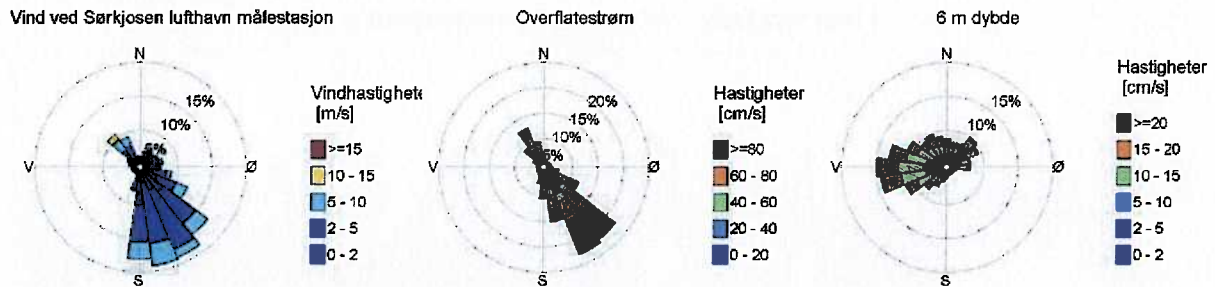 Vind ved Sørkjosen lufthavn målestasjon
N
15%
10%
5%
V
Ø
S
Vindhastighete
[m/s]
>=15
10 - 15
5 - 10
2 - 5
0 - 2
Overflatestrøm
N
20%
15%
10%
5%
V
Ø
S
Hastigheter
[cm/s]
>=80
60 - 80
40 - 60
20 - 40
0 - 20
6 m dybde
N
15%
10%
V
Ø
S
Hastigheter
[cm/s]
>=20
15 - 20
10 - 15
5 - 10
2 - 5
0 - 2